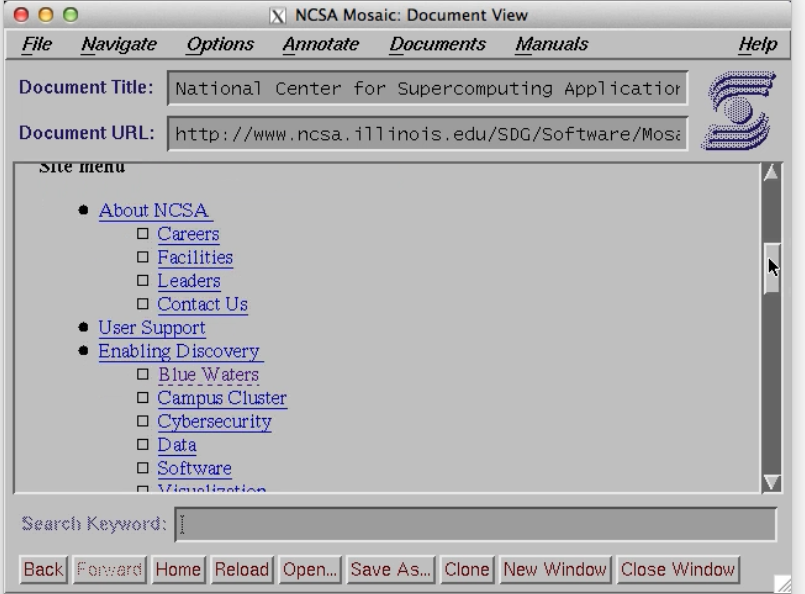 NCSA Mosaic: Document View
File Navigate Options Annotate Documents Manuals Help
Document Title: National Center for Supercomputing Application
Document URL: http://www.ncsa.illinois.edu/SDG/Software/Mosa
Site menu
About NCSA
Careers
Facilities
Leaders
Contact Us
User Support
Enabling Discovery
Blue Waters
Campus Cluster
Cybersecurity
Data
Software
Visualization
Search Keyword:
Back Forward Home Reload Open... Save As... Clone New Window Close Window